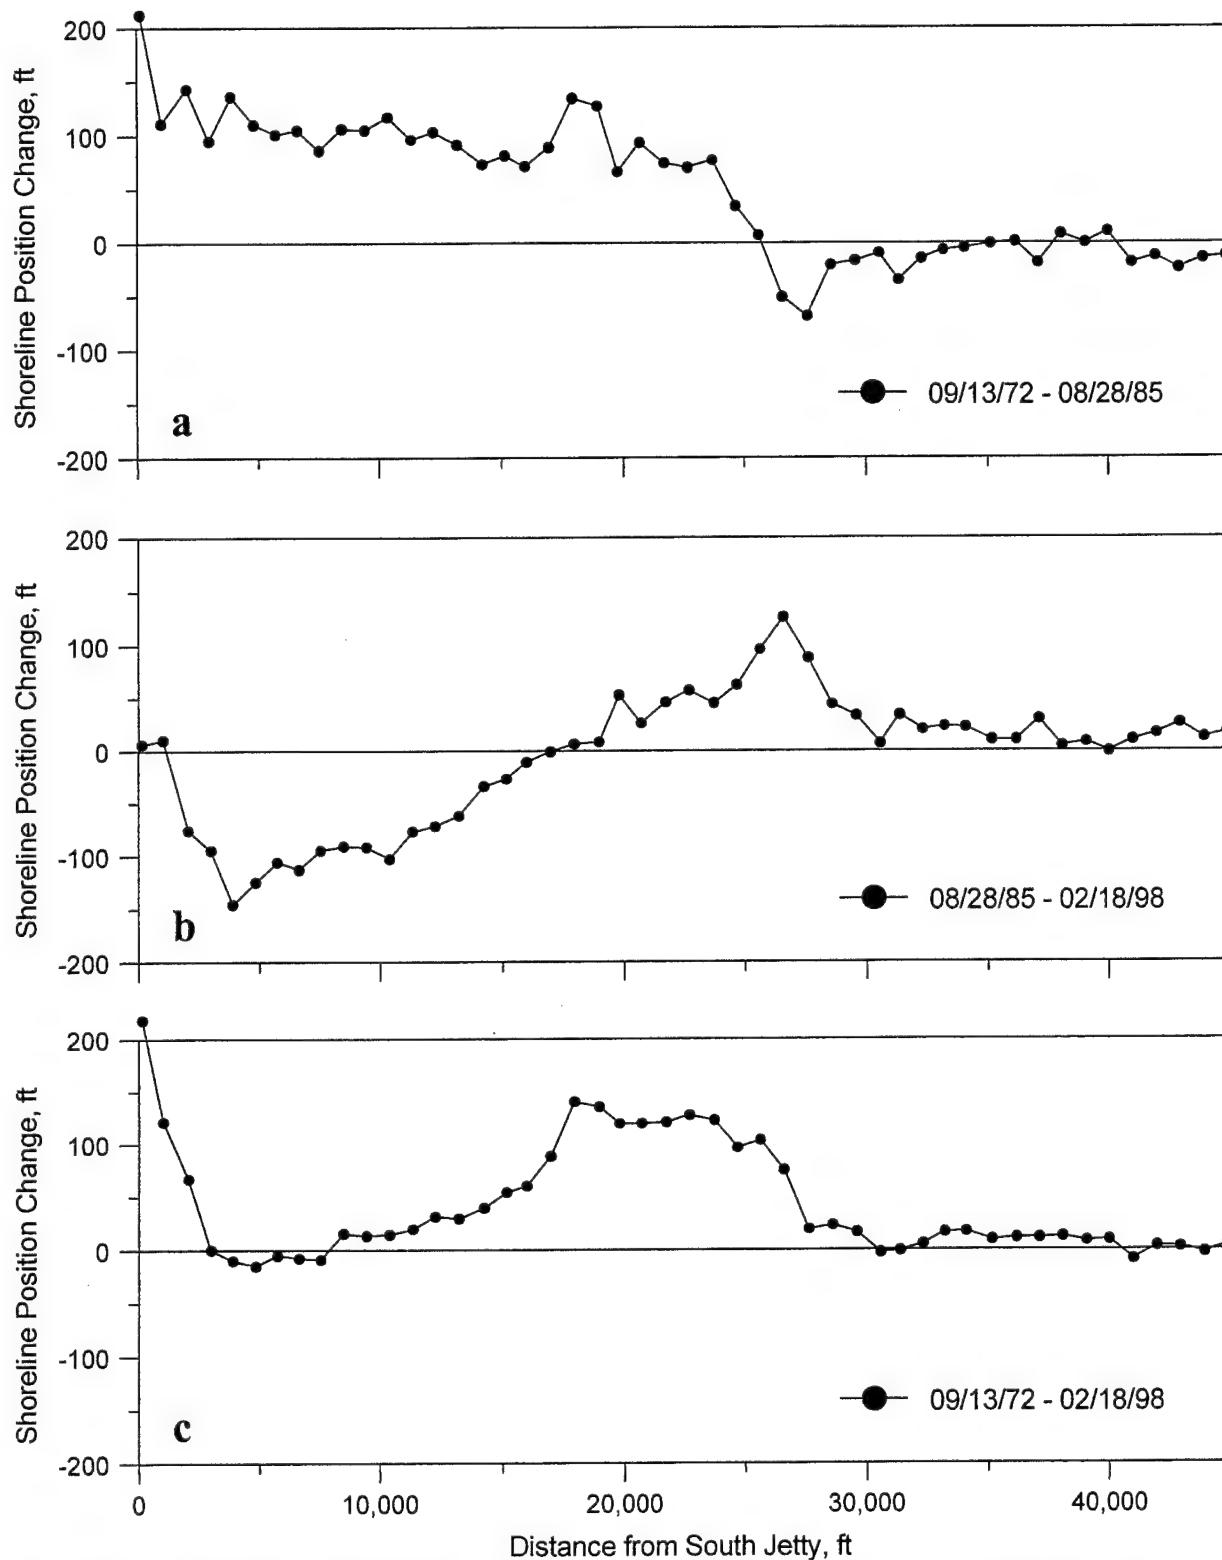 200
100
0
-100
-200
Shoreline Position Change, ft
a
09/13/72 - 08/28/85
200
100
0
-100
-200
Shoreline Position Change, ft
b
08/28/85 - 02/18/98
200
100
0
-100
-200
Shoreline Position Change, ft
c
09/13/72 - 02/18/98
0 10,000 20,000 30,000 40,000
Distance from South Jetty, ft